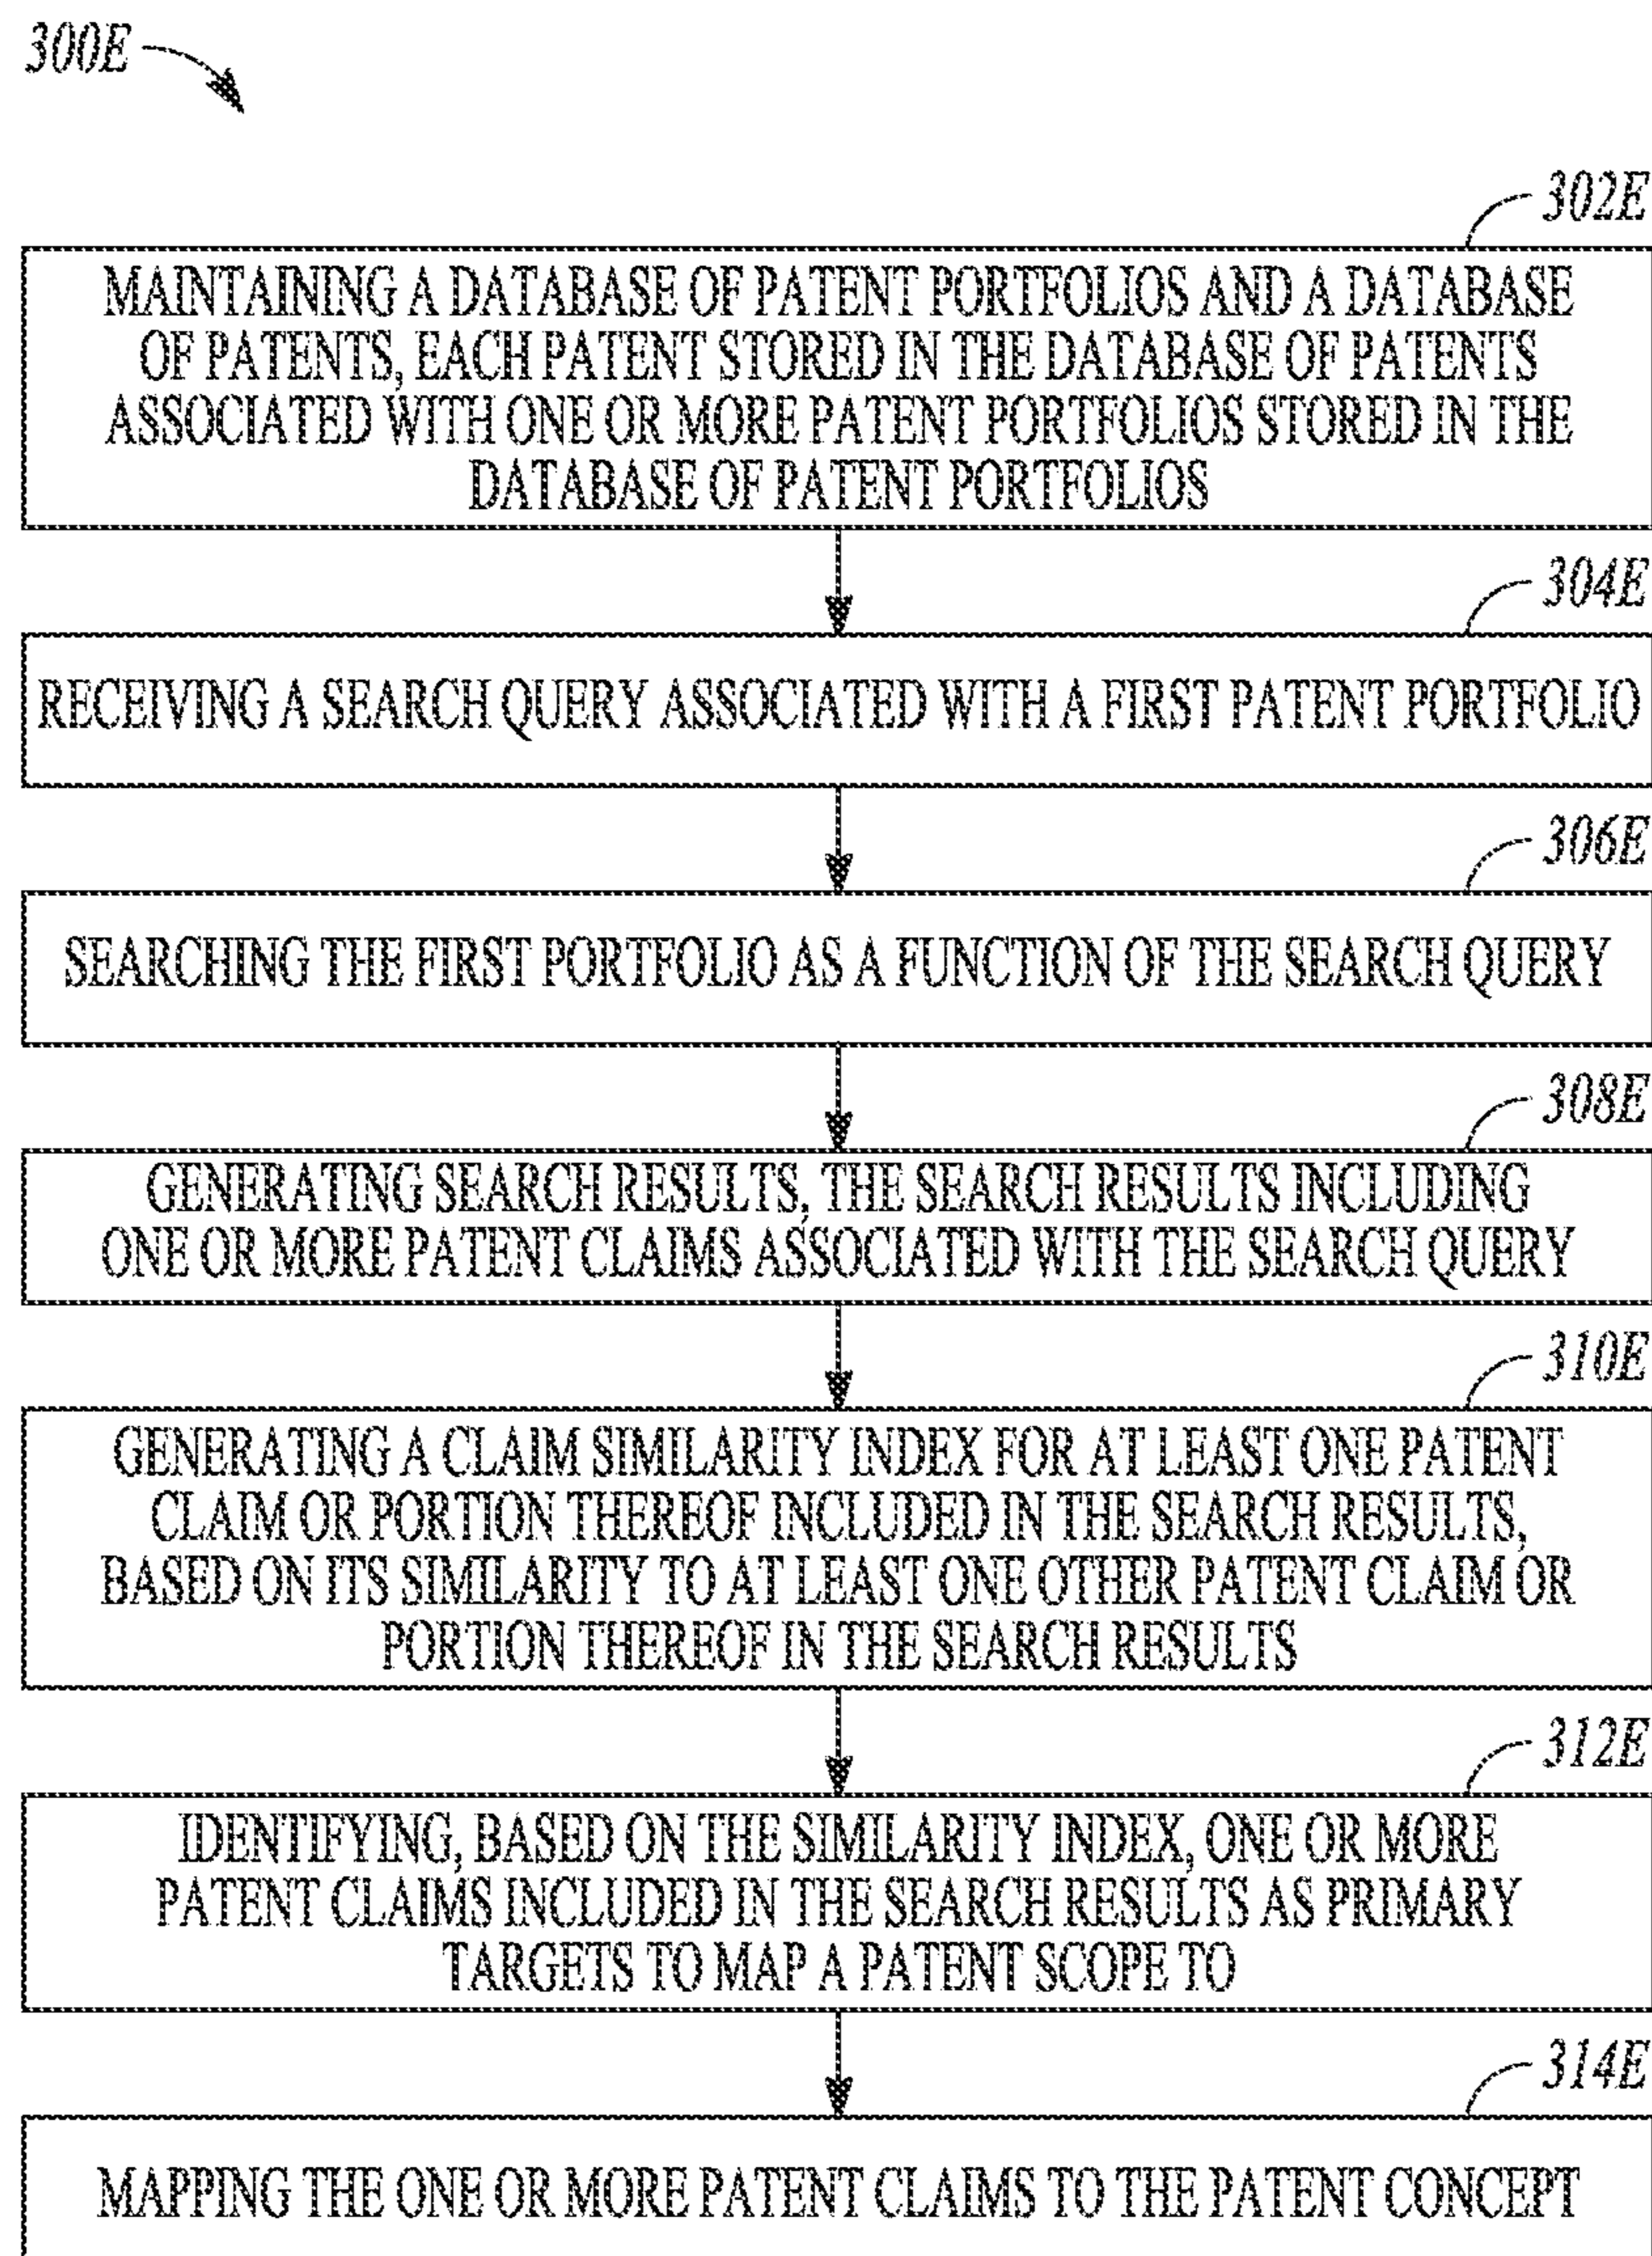 300E
302E
MAINTAINING A DATABASE OF PATENT PORTFOLIOS AND A DATABASE
OF PATENTS, EACH PATENT STORED IN THE DATABASE OF PATENTS
ASSOCIATED WITH ONE OR MORE PATENT PORTFOLIOS STORED IN THE
DATABASE OF PATENT PORTFOLIOS
304E
RECEIVING A SEARCH QUERY ASSOCIATED WITH A FIRST PATENT PORTFOLIO
306E
SEARCHING THE FIRST PORTFOLIO AS A FUNCTION OF THE SEARCH QUERY
308E
GENERATING SEARCH RESULTS, THE SEARCH RESULTS INCLUDING
ONE OR MORE PATENT CLAIMS ASSOCIATED WITH THE SEARCH QUERY
310E
GENERATING A CLAIM SIMILARITY INDEX FOR AT LEAST ONE PATENT
CLAIM OR PORTION THEREOF INCLUDED IN THE SEARCH RESULTS,
BASED ON ITS SIMILARITY TO AT LEAST ONE OTHER PATENT CLAIM OR
PORTION THEREOF IN THE SEARCH RESULTS
312E
IDENTIFYING, BASED ON THE SIMILARITY INDEX, ONE OR MORE
PATENT CLAIMS INCLUDED IN THE SEARCH RESULTS AS PRIMARY
TARGETS TO MAP A PATENT SCOPE TO
314E
MAPPING THE ONE OR MORE PATENT CLAIMS TO THE PATENT CONCEPT